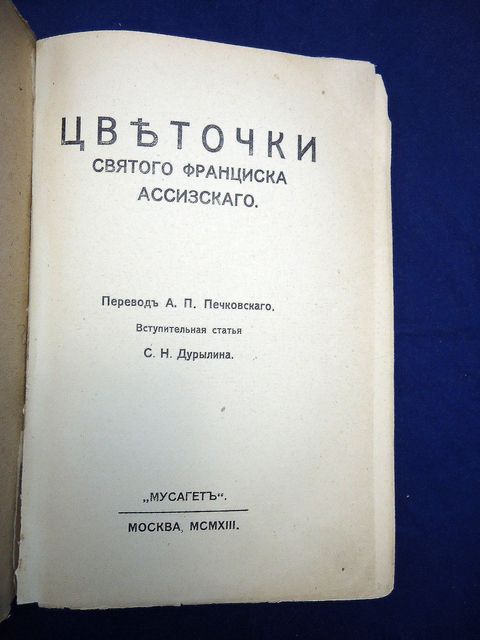 ЦВѢТОЧКИ
СВЯТОГО ФРАНЦИСКА
АССИЗСКАГО.
Переводъ А. П. Печковскаго.
Вступительная статья
С. Н. Дурылина.
„МУСАГЕТЪ“.
МОСКВА, MCMXIII.